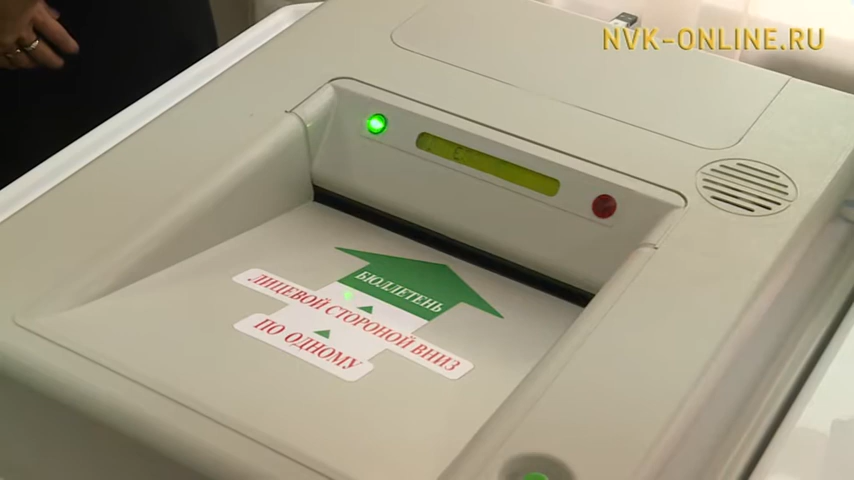 NVK-ONLINE.RU
БЮЛЛЕТЕНЬ
ЛИЦЕВОЙ СТОРОНОЙ ВНИЗ
ПО ОДНОМУ